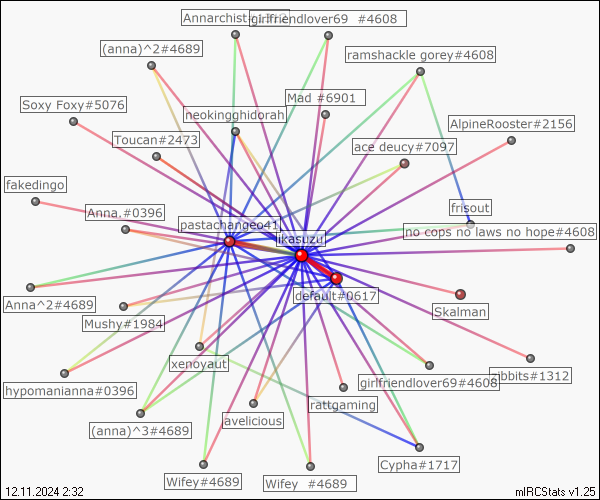 girlfriendlover69 #4608
(anna)^2#4689
ramshackle gorey#4608
Mad #6901
Soxy Foxy#5076
neokingghidorah
AlpineRooster#2156
Toucan#2473
ace deucy#7097
fakedingo
Anna.#0396
frisout
pastachangeo41
no cops no laws no hope#4608
ikasuzu
default#0617
Anna^2#4689
Skalman
Mushy#1984
xenoyaut
hypomanianna#0396
girlfriendlover69#4608
rattgaming
avelicious
(anna)^3#4689
Cypha#1717
Wifey#4689
Wifey #4689
12.11.2024 2:32
mIRCStats v1.25